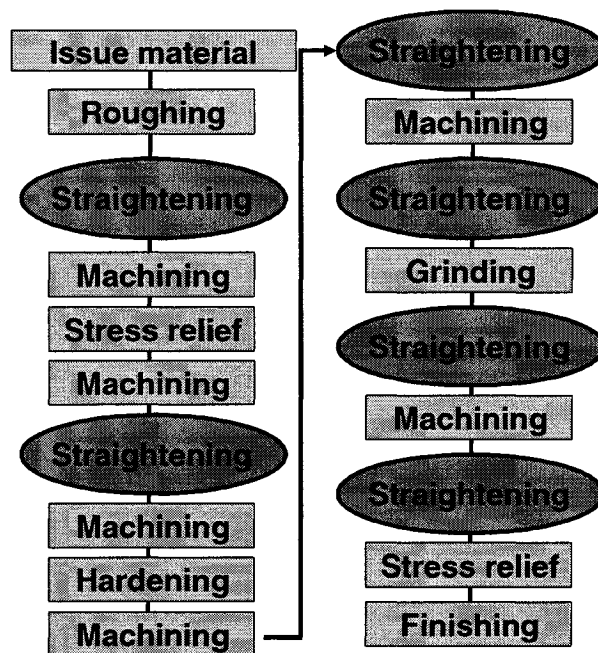 Issue material
Roughing
Straightening
Machining
Stress relief
Machining
Straightening
Machining
Hardening
Machining
Straightening
Machining
Straightening
Grinding
Straightening
Machining
Straightening
Stress relief
Finishing